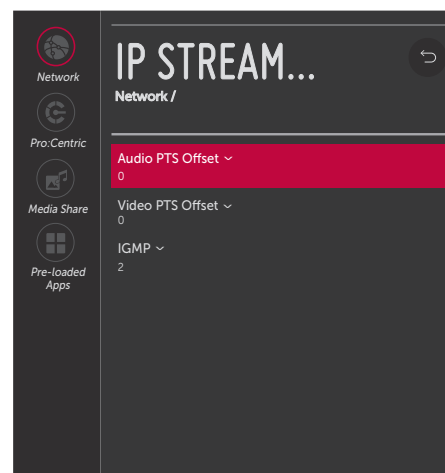 Network
Pro:Centric
Media Share
Pre-loaded
Apps
IP STREAM...
Network /
Audio PTS Offset
0
Video PTS Offset
0
IGMP
2